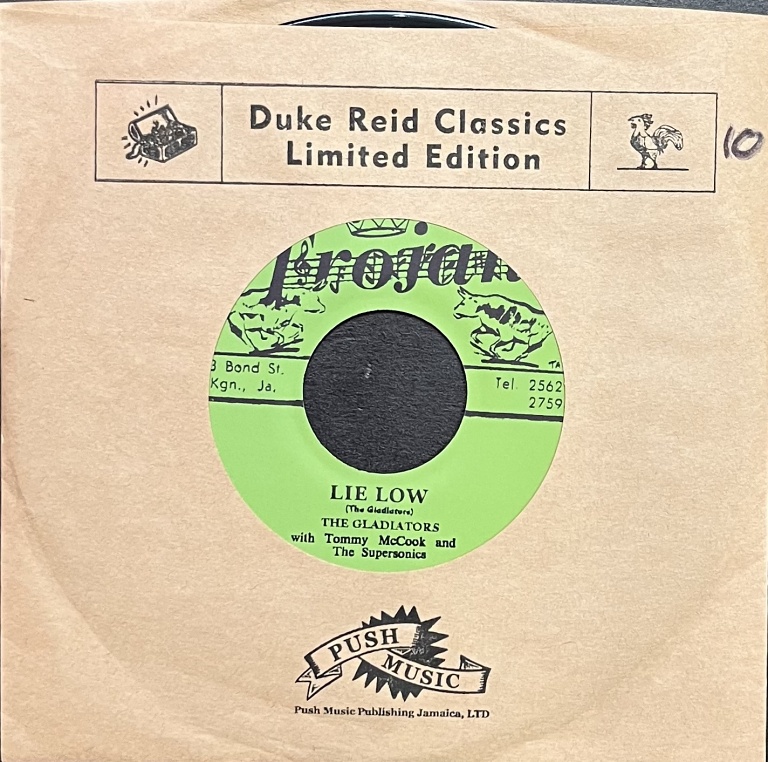 Duke Reid Classics
Limited Edition
10
Trojan
3 Bond St.
Kgn., Ja,
Tel. 2562
2759
LIE LOW
(The Gladiators)
THE GLADIATORS
with Tommy McCook and
The Supersonics
PUSH
MUSIC
Push Music Publishing Jamaica, LTD